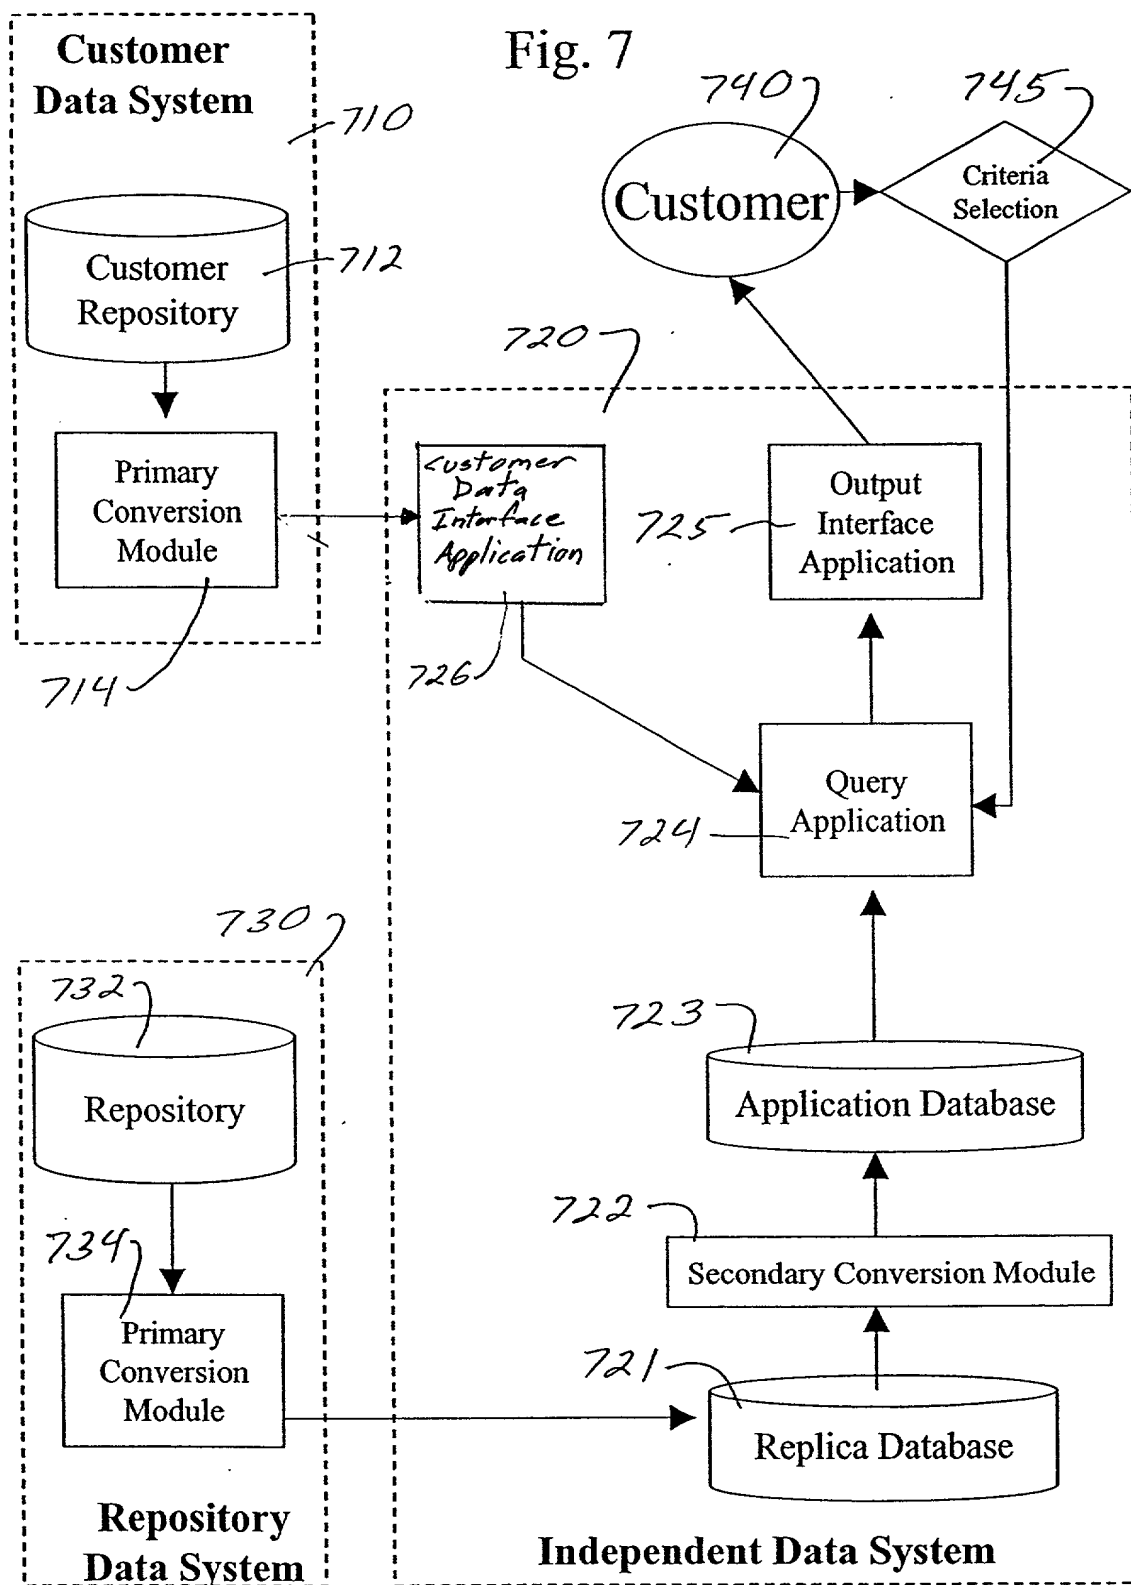 Fig. 7
Customer
Data System
710
740
745
Customer
Criteria
Selection
Customer
Repository
712
720
Primary
Conversion
Module
714
Customer
Data
Interface
Application
726
Output
Interface
Application
725
Query
Application
724
730
732
Repository
723
Application Database
722
Secondary Conversion Module
734
Primary
Conversion
Module
721
Replica Database
Repository
Data System
Independent Data System